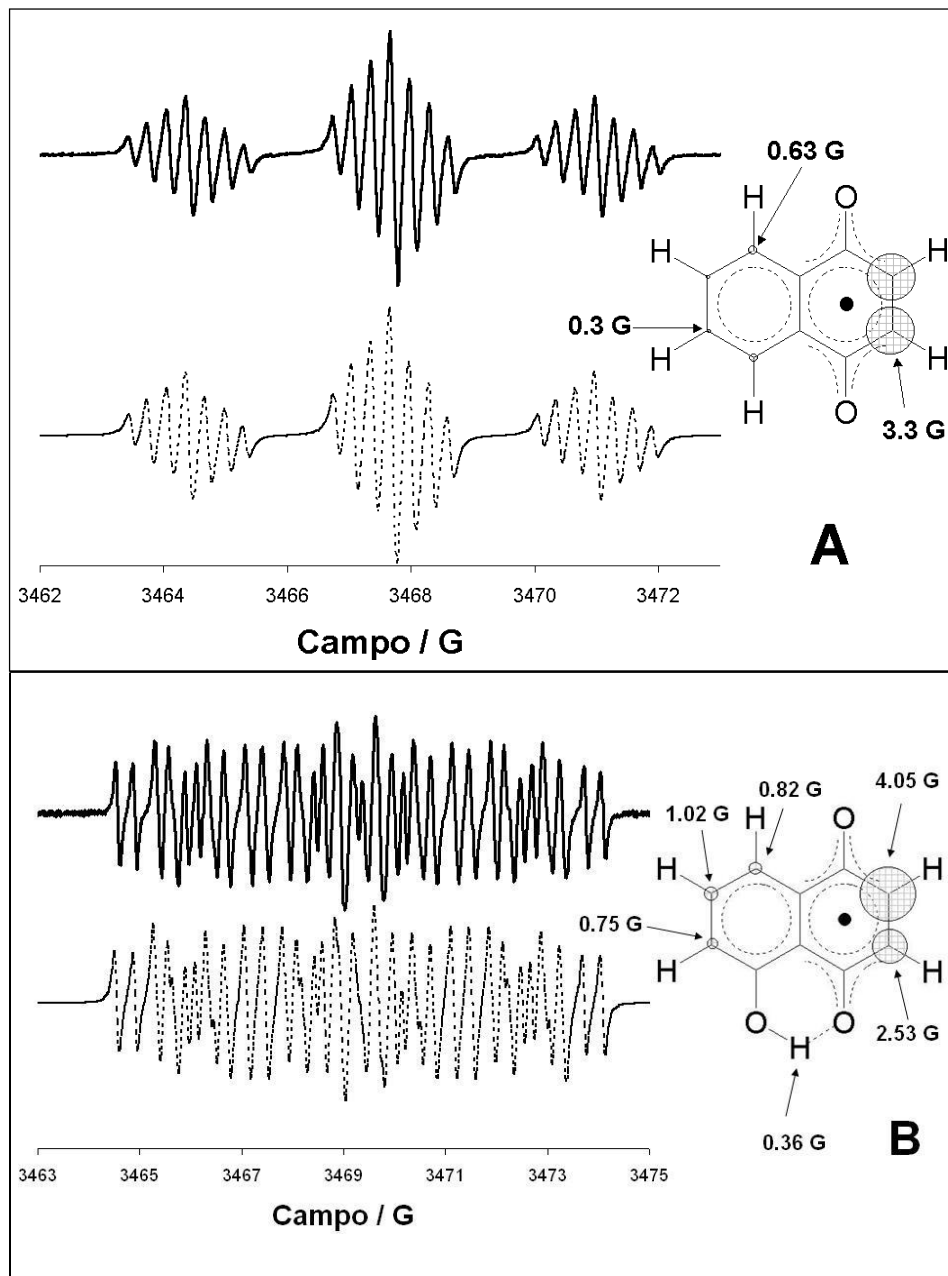 0.63 G
H
O
H
H
0.3 G
H
H
H
O
3.3 G
A
3462 3464 3466 3468 3470 3472
Campo / G
4.05 G
0.82 G
1.02 G
H
O
H
H
0.75 G
H
H
O
O
H
2.53 G
0.36 G
B
3463 3465 3467 3469 3471 3473 3475
Campo / G